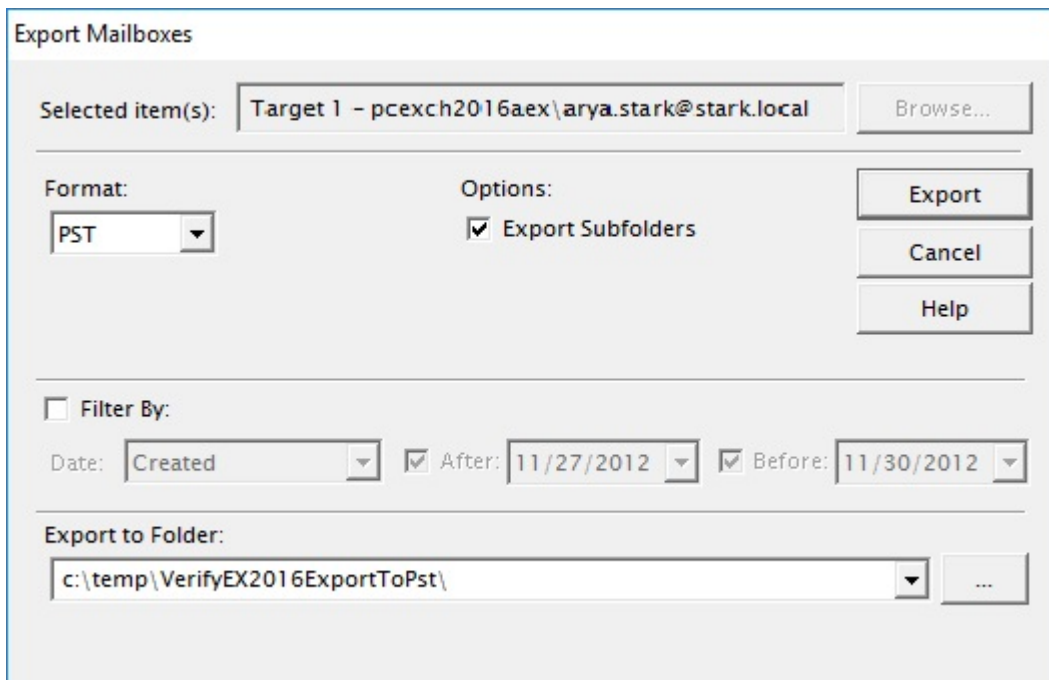 Export Mailboxes
Selected item(s): Target 1 - pcexch2016aex\arya.stark@stark.local Browse...
Format: Options:
Export
PST Export Subfolders
Cancel
Help
Filter By:
Date: Created After: 11/27/2012 Before: 11/30/2012
Export to Folder:
c:\temp\VerifyEX2016ExportToPst\ ...